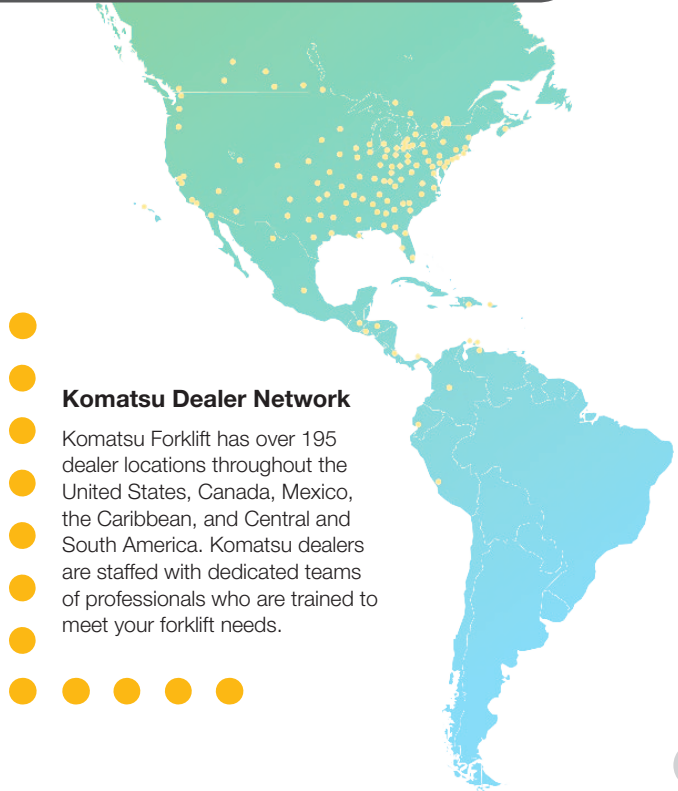 Komatsu Dealer Network
Komatsu Forklift has over 195
dealer locations throughout the
United States, Canada, Mexico,
the Caribbean, and Central and
South America. Komatsu dealers
are staffed with dedicated teams
of professionals who are trained to
meet your forklift needs.